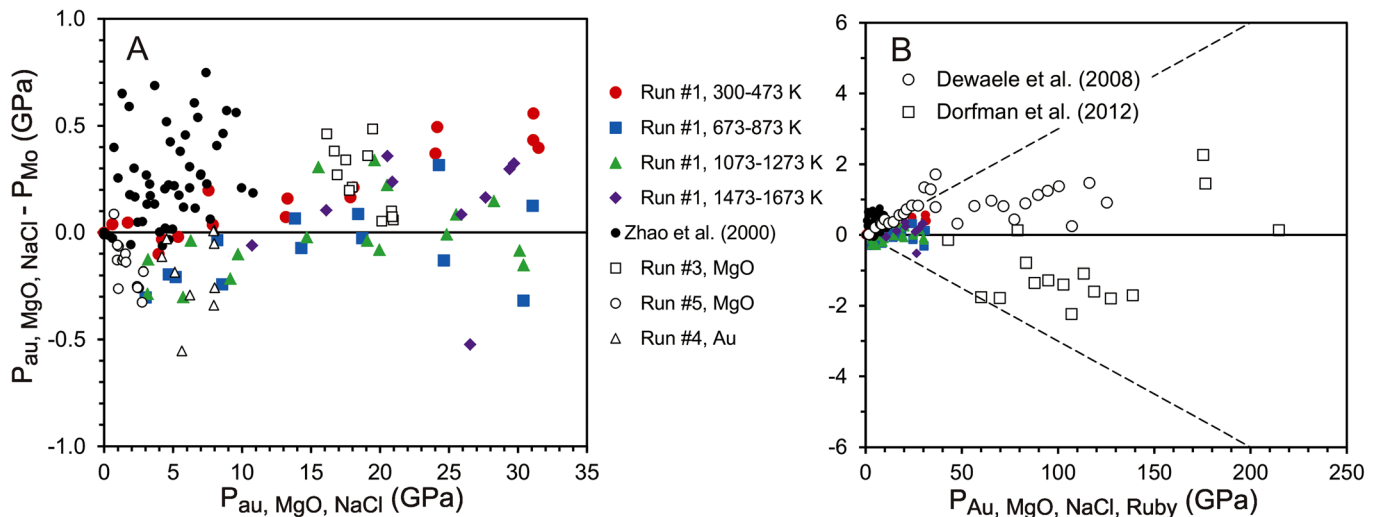 A
1.0
0.5
0.0
-0.5
-1.0
0
5
10
15
20
25
30
35
Pau, MgO, NaCl - PMo (GPa)
Pau, MgO, NaCl (GPa)
Run #1, 300-473 K
Run #1, 673-873 K
Run #1, 1073-1273 K
Run #1, 1473-1673 K
Zhao et al. (2000)
Run #3, MgO
Run #5, MgO
Run #4, Au
B
6
4
2
0
-2
-4
-6
0
50
100
150
200
250
Dewaele et al. (2008)
Dorfman et al. (2012)
PAu, MgO, NaCl, Ruby (GPa)